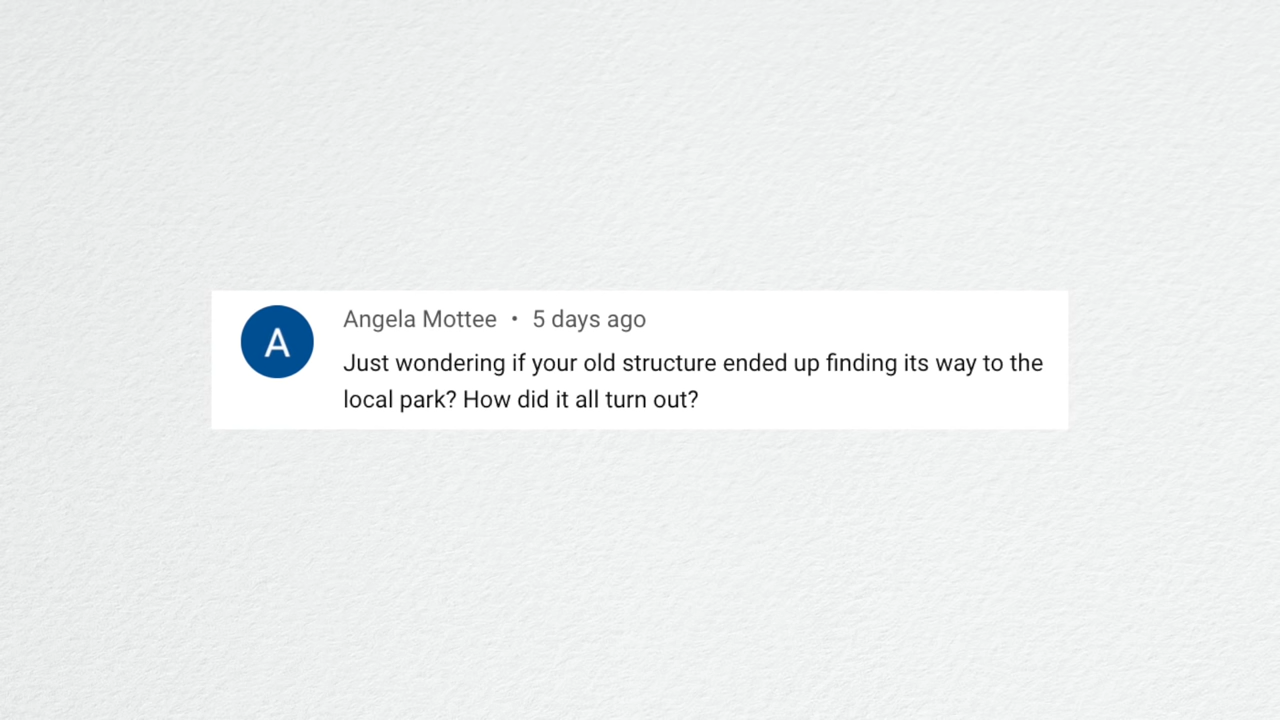 A
Angela Mottee • 5 days ago
Just wondering if your old structure ended up finding its way to the
local park? How did it all turn out?